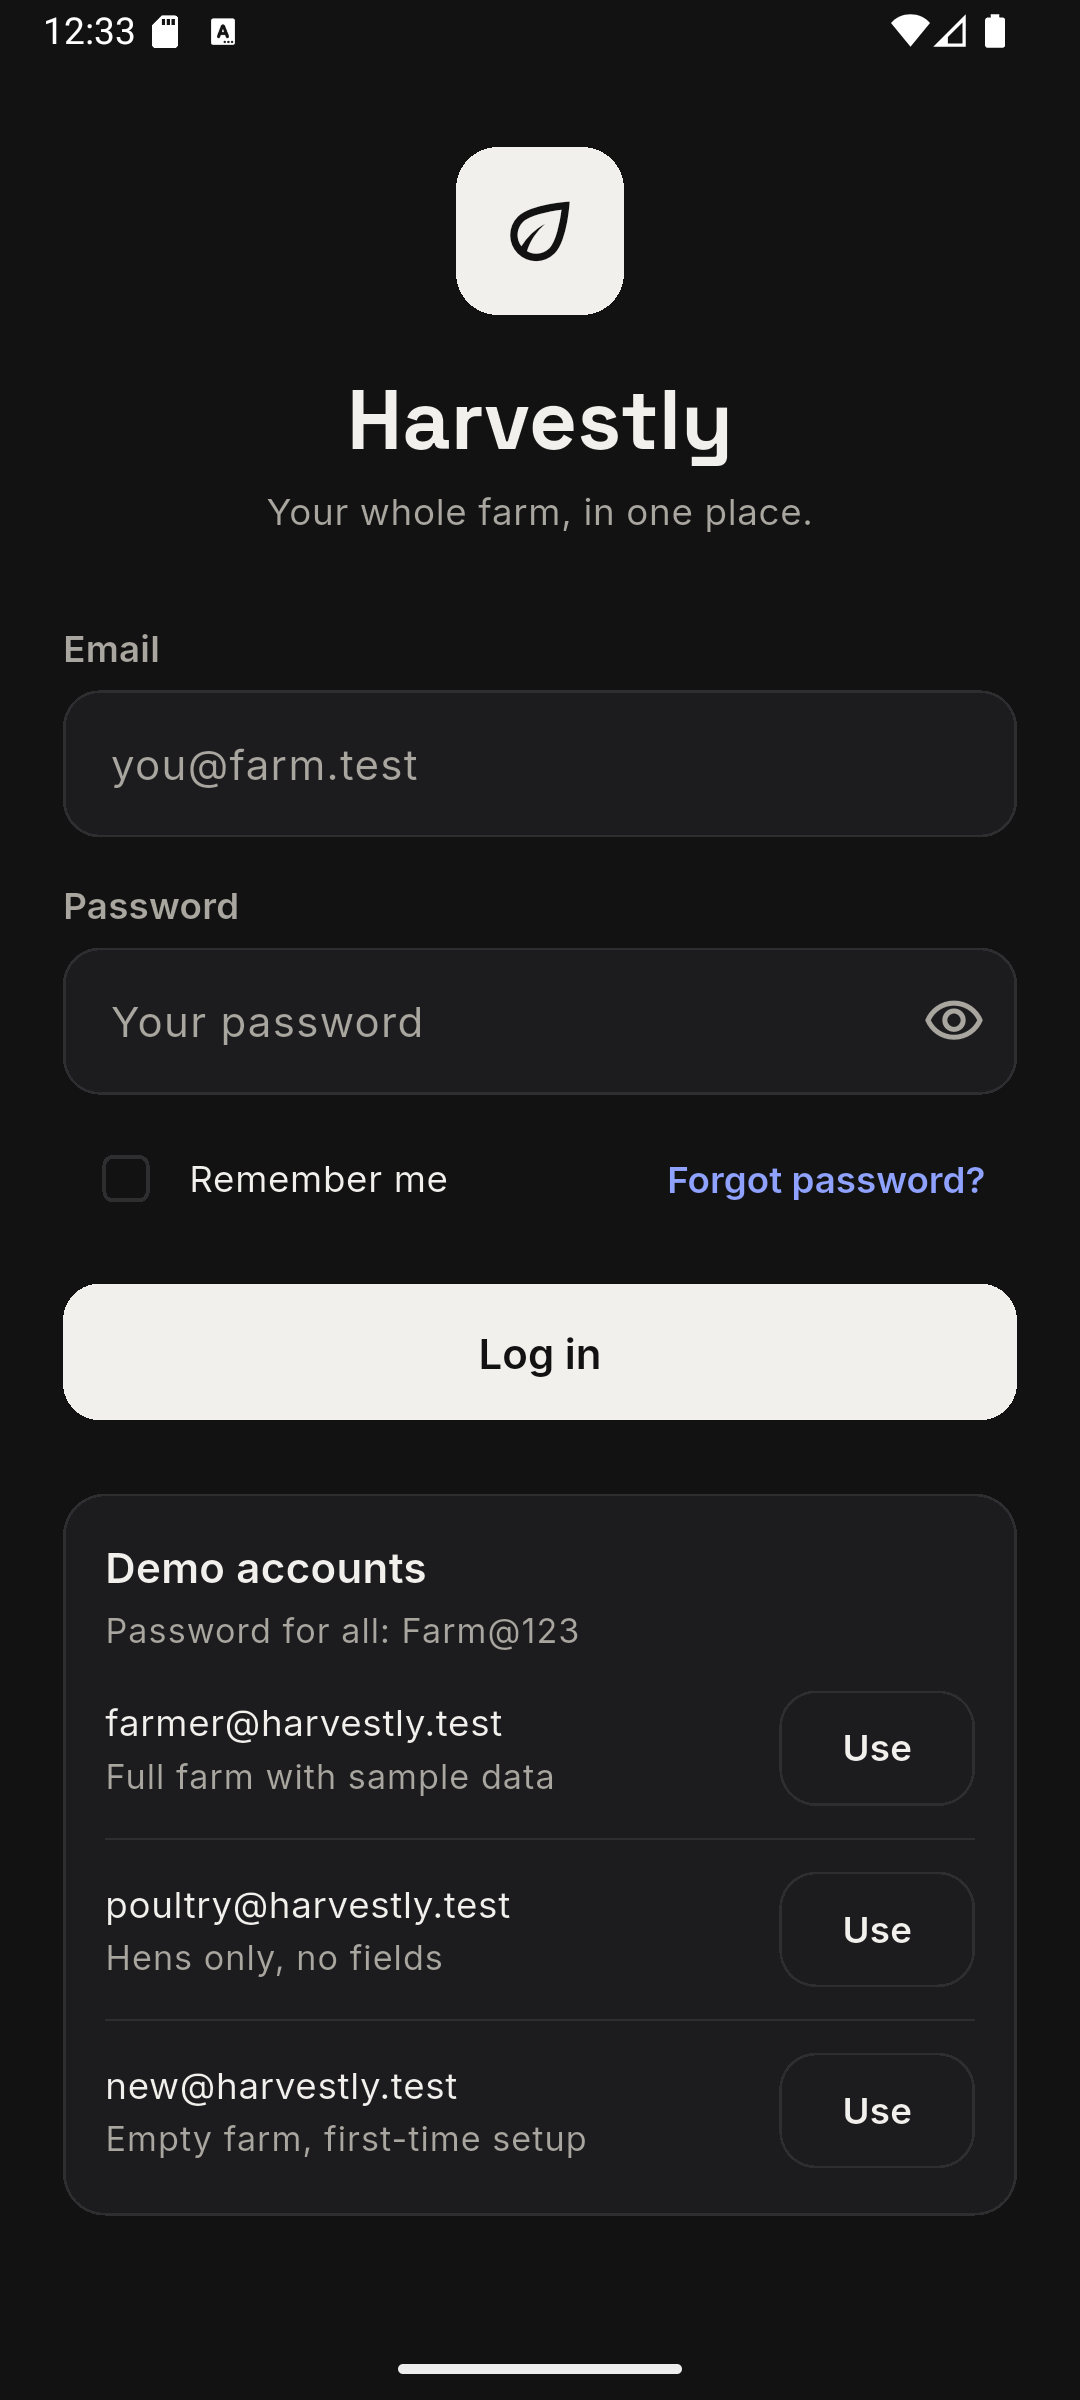 12:33
Harvestly
Your whole farm, in one place.
Email
you@farm.test
Password
Your password
Remember me
Forgot password?
Log in
Demo accounts
Password for all: Farm@123
farmer@harvestly.test
Full farm with sample data
Use
poultry@harvestly.test
Hens only, no fields
Use
new@harvestly.test
Empty farm, first-time setup
Use